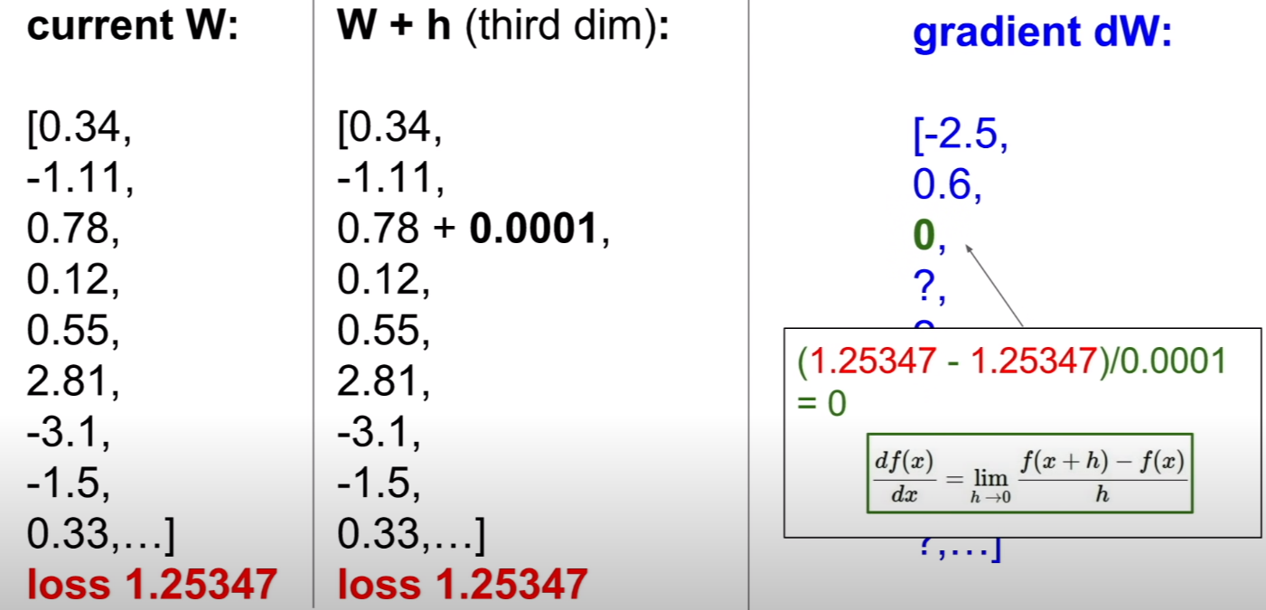 current W:
[0.34,
-1.11,
0.78,
0.12,
0.55,
2.81,
-3.1,
-1.5,
0.33,…]
loss 1.25347
W + h (third dim):
[0.34,
-1.11,
0.78 + 0.0001,
0.12,
0.55,
2.81,
-3.1,
-1.5,
0.33,…]
loss 1.25347
gradient dW:
[-2.5,
0.6,
0,
?,
(1.25347 - 1.25347)/0.0001
= 0
df(x)/dx = lim h→0 f(x + h) − f(x)/h
?,…]